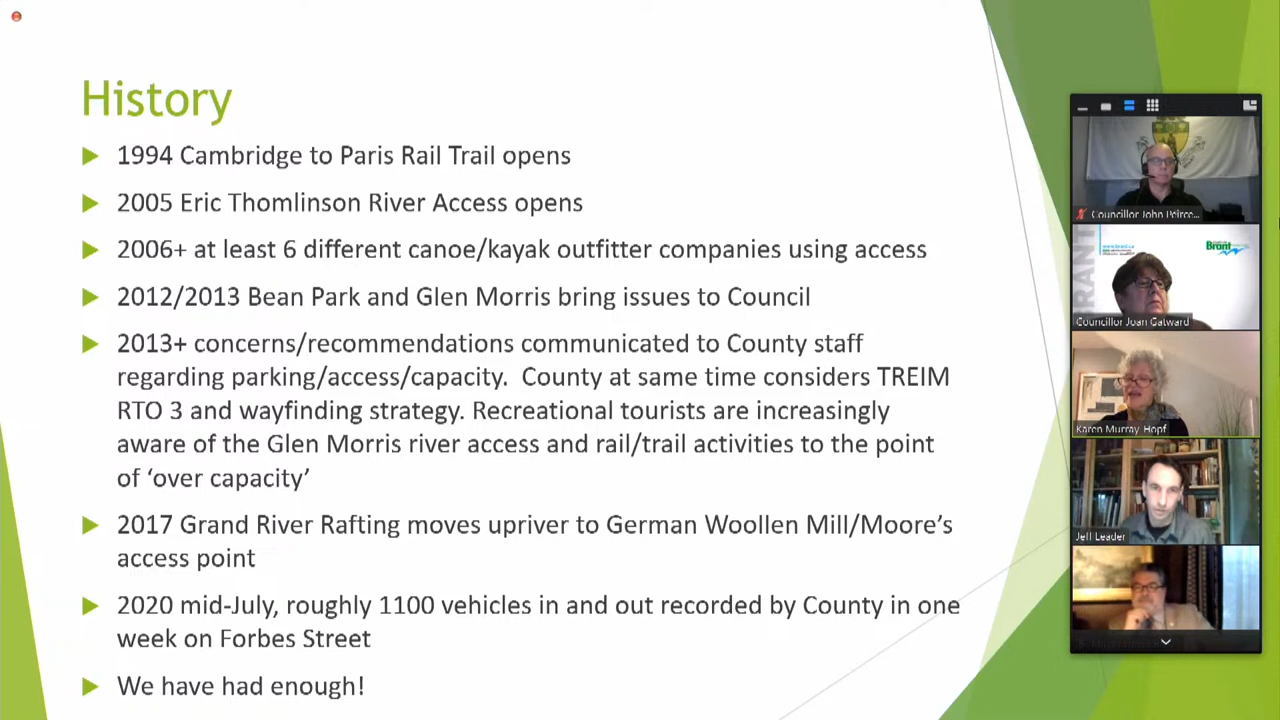 History
1994 Cambridge to Paris Rail Trail opens
2005 Eric Thomlinson River Access opens
2006+ at least 6 different canoe/kayak outfitter companies using access
2012/2013 Bean Park and Glen Morris bring issues to Council
2013+ concerns/recommendations communicated to County staff
regarding parking/access/capacity. County at same time considers TREIM
RTO 3 and wayfinding strategy. Recreational tourists are increasingly
aware of the Glen Morris river access and rail/trail activities to the point
of ‘over capacity’
2017 Grand River Rafting moves upriver to German Woollen Mill/Moore’s
access point
2020 mid-July, roughly 1100 vehicles in and out recorded by County in one
week on Forbes Street
We have had enough!
Councillor John Peirce...
Brant
Councillor Joan Gatward
Karen Murray-Hopf
Jeff Leader